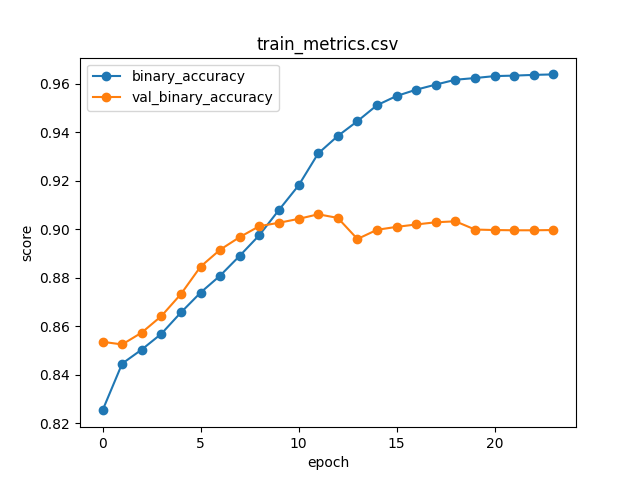 train_metrics.csv
binary_accuracy
val_binary_accuracy
0.96
0.94
0.92
0.90
0.88
0.86
0.84
0.82
score
0 5 10 15 20
epoch